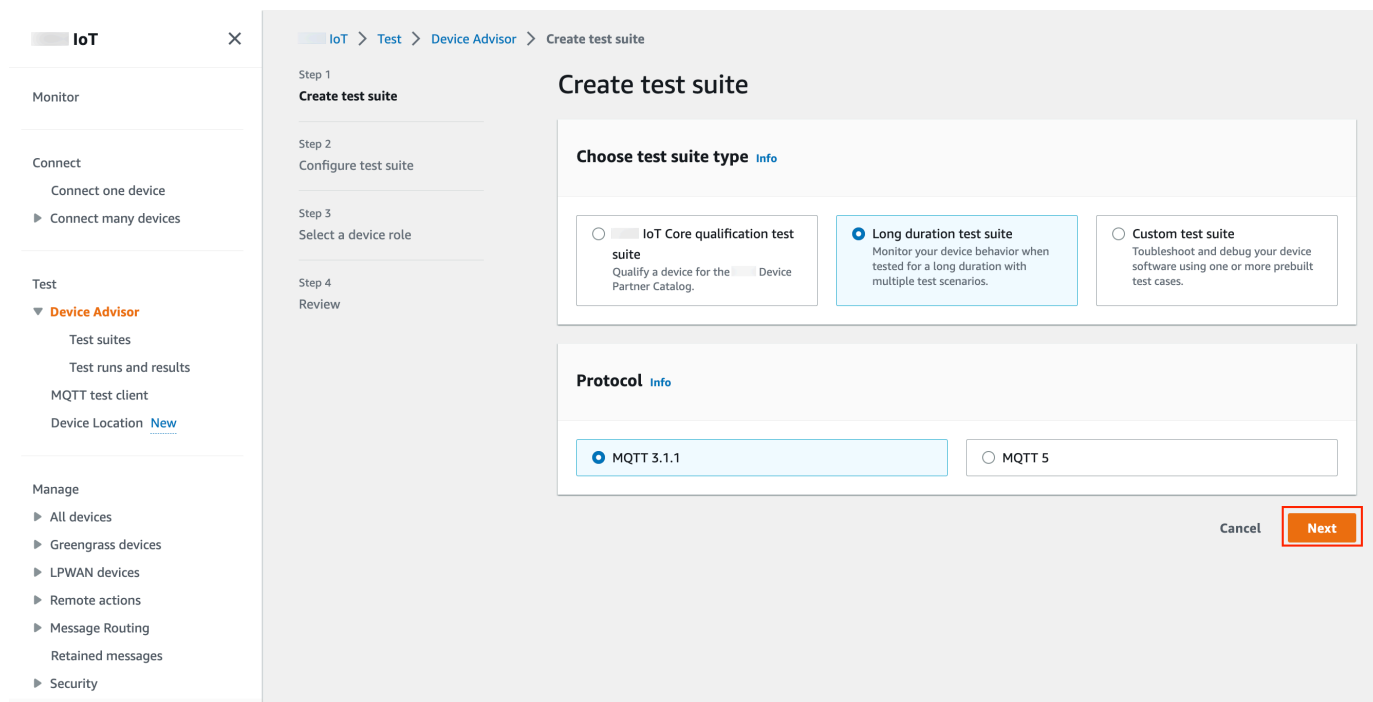 IoT
Monitor
Connect
Connect one device
Connect many devices
Test
Device Advisor
Test suites
Test runs and results
MQTT test client
Device Location New
Manage
All devices
Greengrass devices
LPWAN devices
Remote actions
Message Routing
Retained messages
Security
IoT > Test > Device Advisor > Create test suite
Step 1
Create test suite
Step 2
Configure test suite
Step 3
Select a device role
Step 4
Review
Create test suite
Choose test suite type Info
IoT Core qualification test
suite
Qualify a device for the Device
Partner Catalog.
Long duration test suite
Monitor your device behavior when
tested for a long duration with
multiple test scenarios.
Custom test suite
Toubleshoot and debug your device
software using one or more prebuilt
test cases.
Protocol Info
MQTT 3.1.1
MQTT 5
Cancel
Next